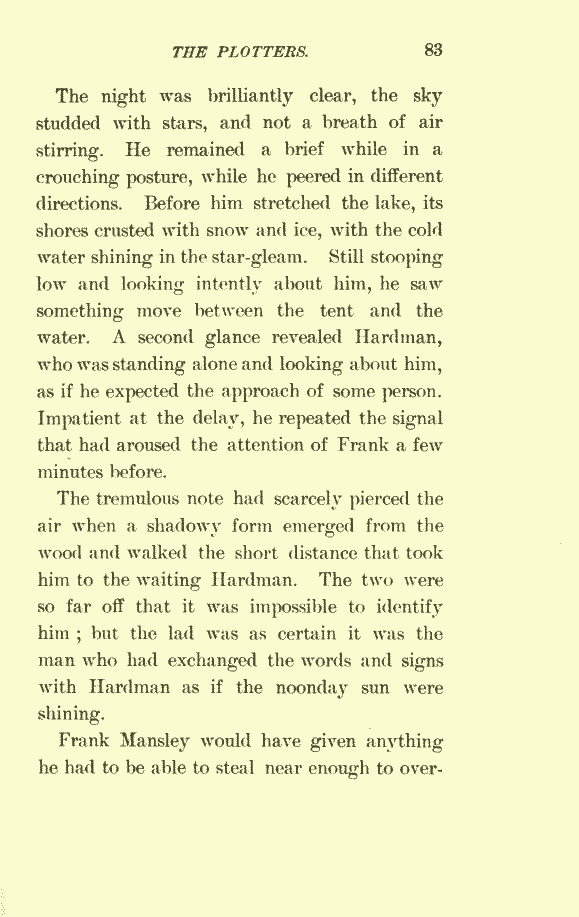 THE PLOTTERS. 83
The night was brilliantly clear, the sky
studded with stars, and not a breath of air
stirring. He remained a brief while in a
crouching posture, while he peered in different
directions. Before him stretched the lake, its
shores crusted with snow and ice, with the cold
water shining in the star-gleam. Still stooping
low and looking intently about him, he saw
something move between the tent and the
water. A second glance revealed Hardman,
who was standing alone and looking about him,
as if he expected the approach of some person.
Impatient at the delay, he repeated the signal
that had aroused the attention of Frank a few
minutes before.
The tremulous note had scarcely pierced the
air when a shadowy form emerged from the
wood and walked the short distance that took
him to the waiting Hardman. The two were
so far off that it was impossible to identify
him ; but the lad was as certain it was the
man who had exchanged the words and signs
with Hardman as if the noonday sun were
shining.
Frank Mansley would have given anything
he had to be able to steal near enough to over-